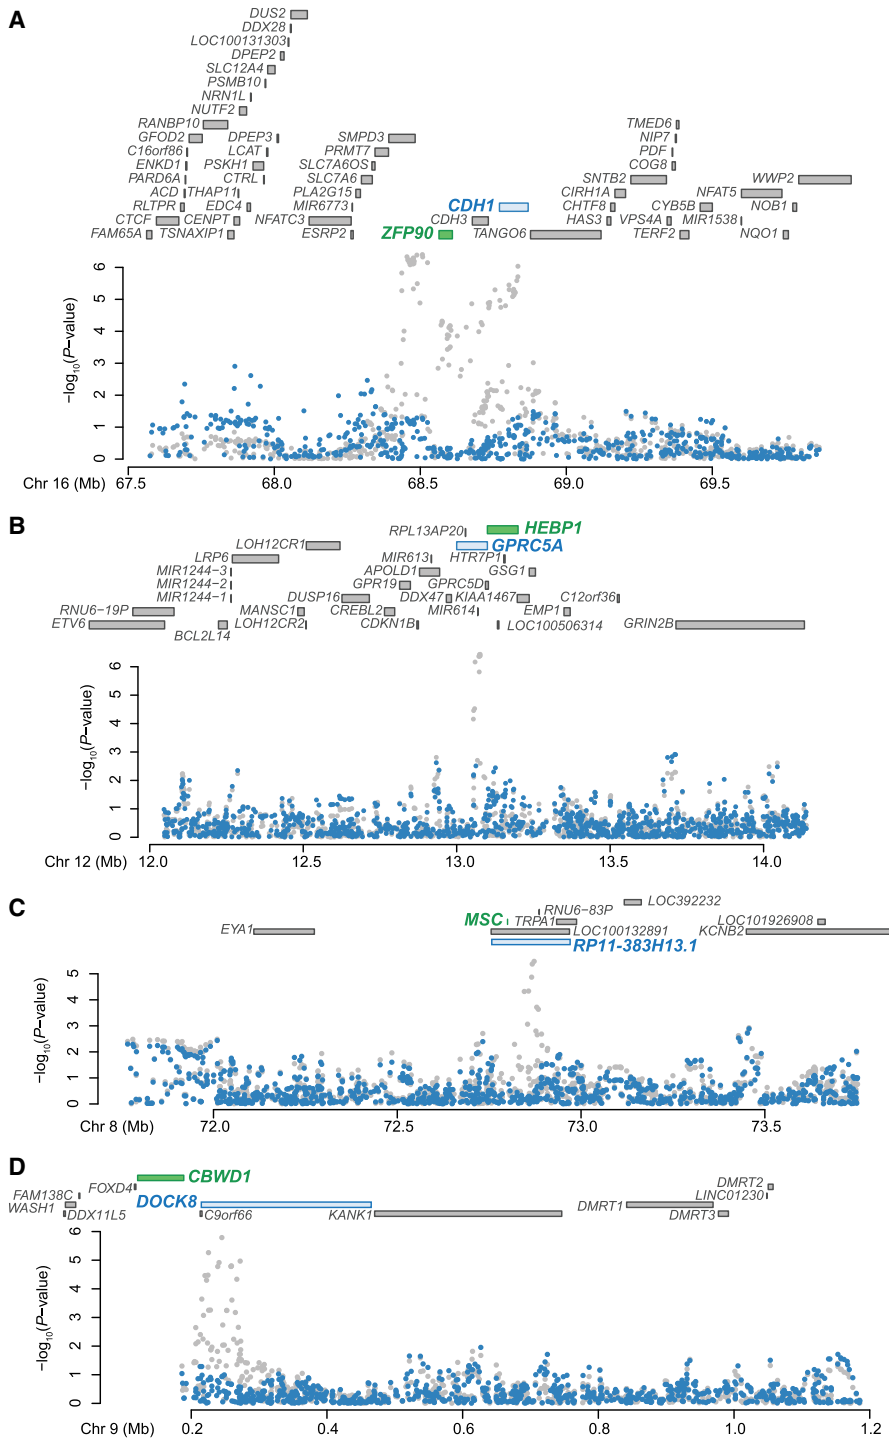 A
DUS2
DDX28
LOC100131303
DPEP2
SLC12A4
PSMB10
NRN1L
NUTF2
RANBP10 TMED6
GFOD2 DPEP3 SMPD3 NIP7
C16orf86 LCAT PRMT7 PDF
ENKD1 PSKH1 SLC7A6OS COG8
PARD6A CTRL SLC7A6 SNTB2 WWP2
ACD THAP11 PLA2G15 CIRH1A NFAT5
RLTPR EDC4 MIR6773 CDH1 CHTF8 CYB5B NOB1
CTCF CENPT NFATC3 CDH3 HAS3 VPS4A MIR1538
FAM65A TSNAXIP1 ESRP2 ZFP90 TANGO6 TERF2 NQO1
−log10(P−value)
6
5
4
3
2
1
0
Chr 16 (Mb) 67.5 68.0 68.5 69.0 69.5
B
RPL13AP20 HEBP1
LOH12CR1 GPRC5A
LRP6 MIR613 HTR7P1
MIR1244−3 APOLD1 GSG1
MIR1244−2 GPR19 GPRC5D
MIR1244−1 DUSP16 DDX47 KIAA1467 C12orf36
RNU6−19P MANSC1 CREBL2 MIR614 EMP1
ETV6 LOH12CR2 CDKN1B LOC100506314 GRIN2B
BCL2L14
−log10(P−value)
6
5
4
3
2
1
0
Chr 12 (Mb) 12.0 12.5 13.0 13.5 14.0
C
LOC392232
RNU6−83P
MSC TRPA1 LOC101926908
EYA1 LOC100132891 KCNB2
RP11-383H13.1
−log10(P−value)
5
4
3
2
1
0
Chr 8 (Mb) 72.0 72.5 73.0 73.5
D
CBWD1
FOXD4 DMRT2
FAM138C LINC01230
WASH1 DOCK8 DMRT1
DDX11L5 C9orf66 KANK1 DMRT3
−log10(P−value)
6
5
4
3
2
1
0
Chr 9 (Mb) 0.2 0.4 0.6 0.8 1.0 1.2